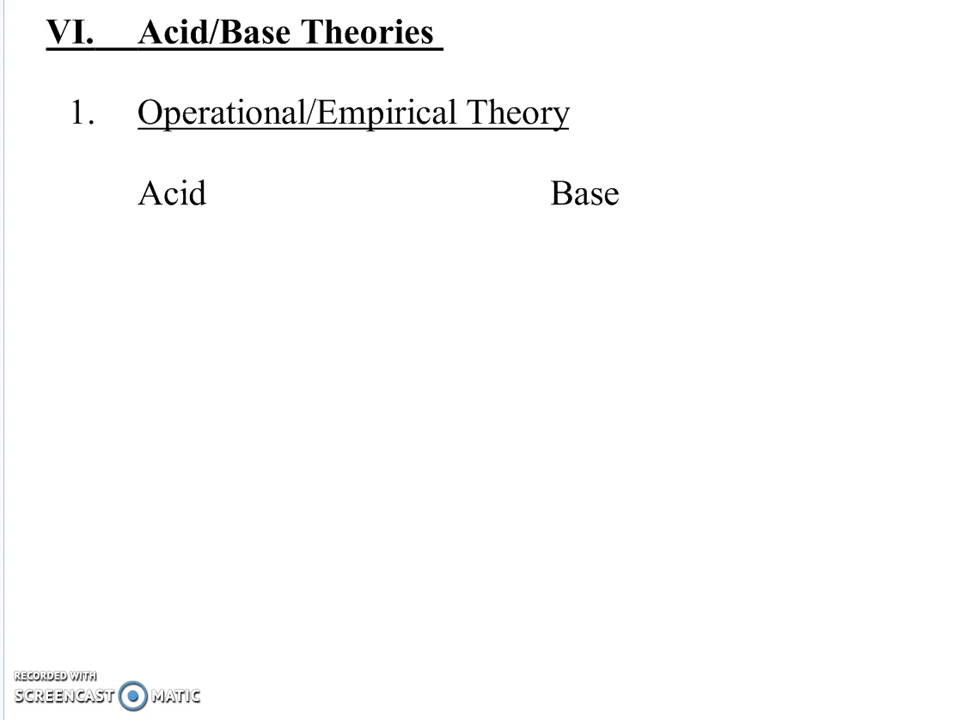 VI. Acid/Base Theories
1. Operational/Empirical Theory
Acid Base
RECORDED WITH
SCREENCAST MATIC